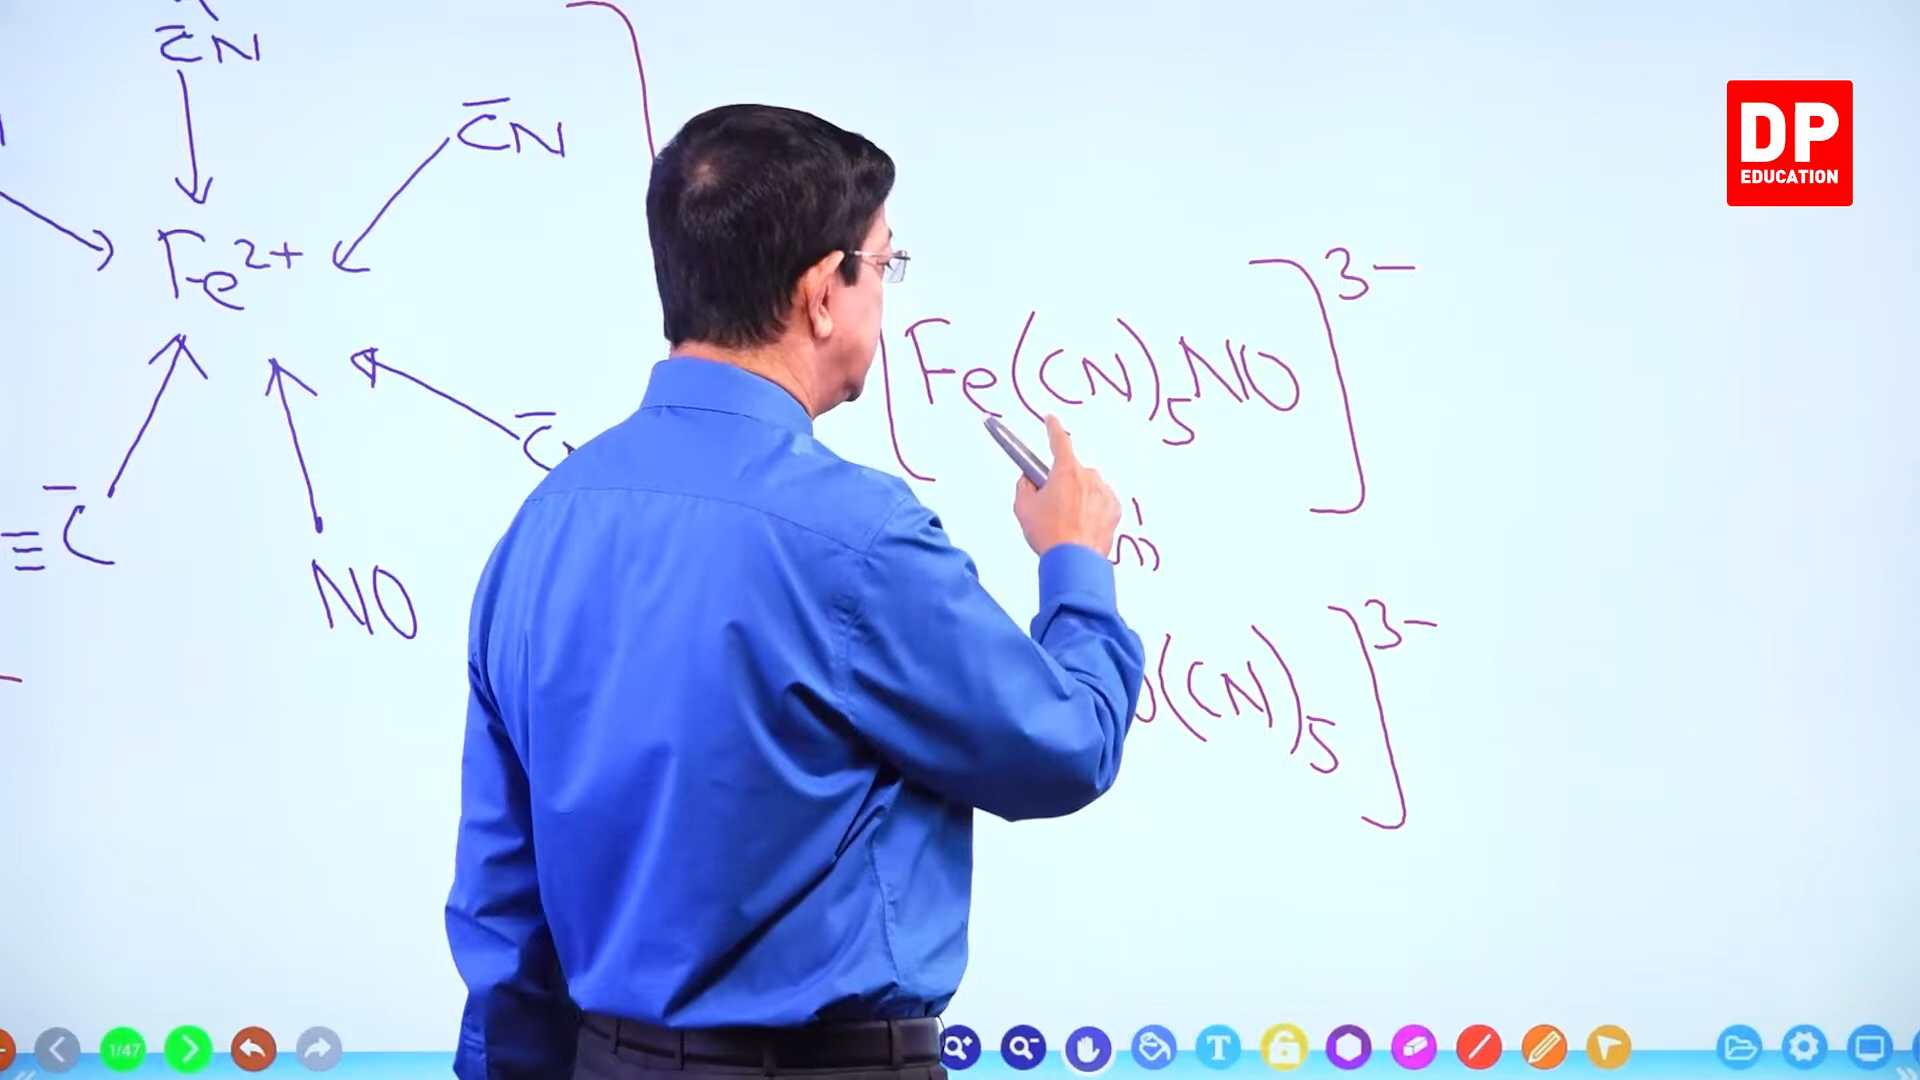 C̄N
C̄N
Fe²⁺
≡C̄
NO
[Fe(CN)₅NO]³⁻
(CN)₅]³⁻
DP
EDUCATION
1/47
T